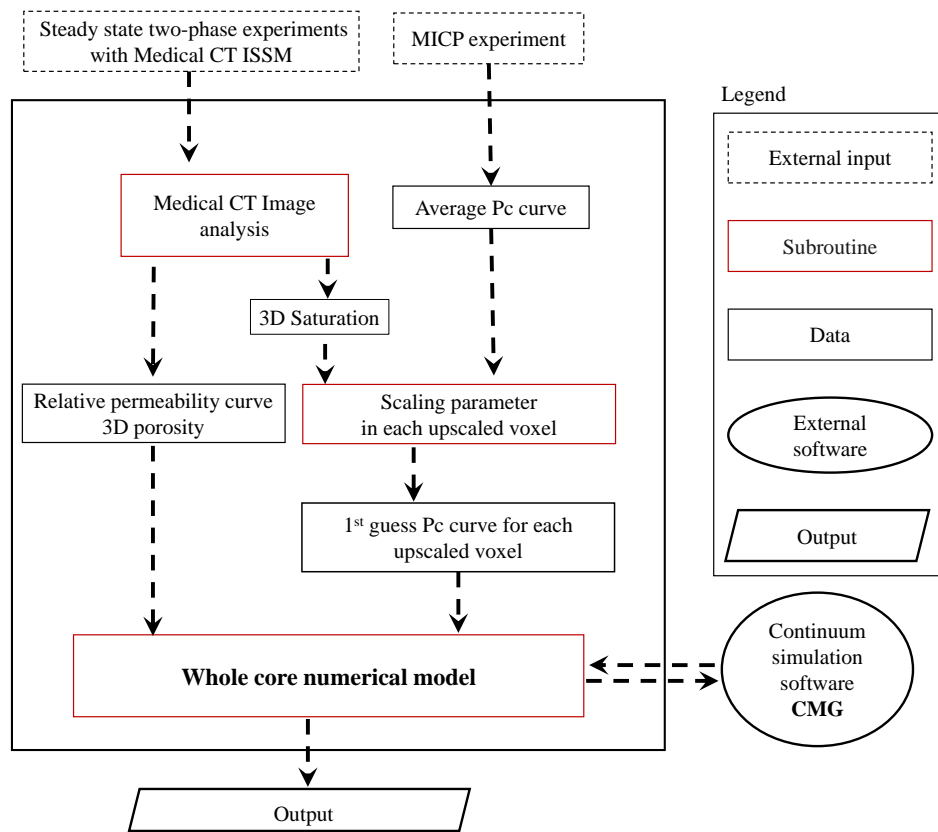 Steady state two-phase experiments
with Medical CT ISSM
MICP experiment
Legend
External input
Medical CT Image
analysis
Average Pc curve
Subroutine
3D Saturation
Data
Relative permeability curve
3D porosity
Scaling parameter
in each upscaled voxel
External
software
1st guess Pc curve for each
upscaled voxel
Output
Whole core numerical model
Continuum
simulation
software
CMG
Output